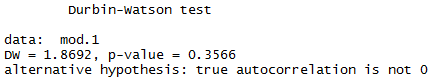 Durbin-Watson test
data:  mod.1
DW = 1.8692, p-value = 0.3566
alternative hypothesis: true autocorrelation is not 0